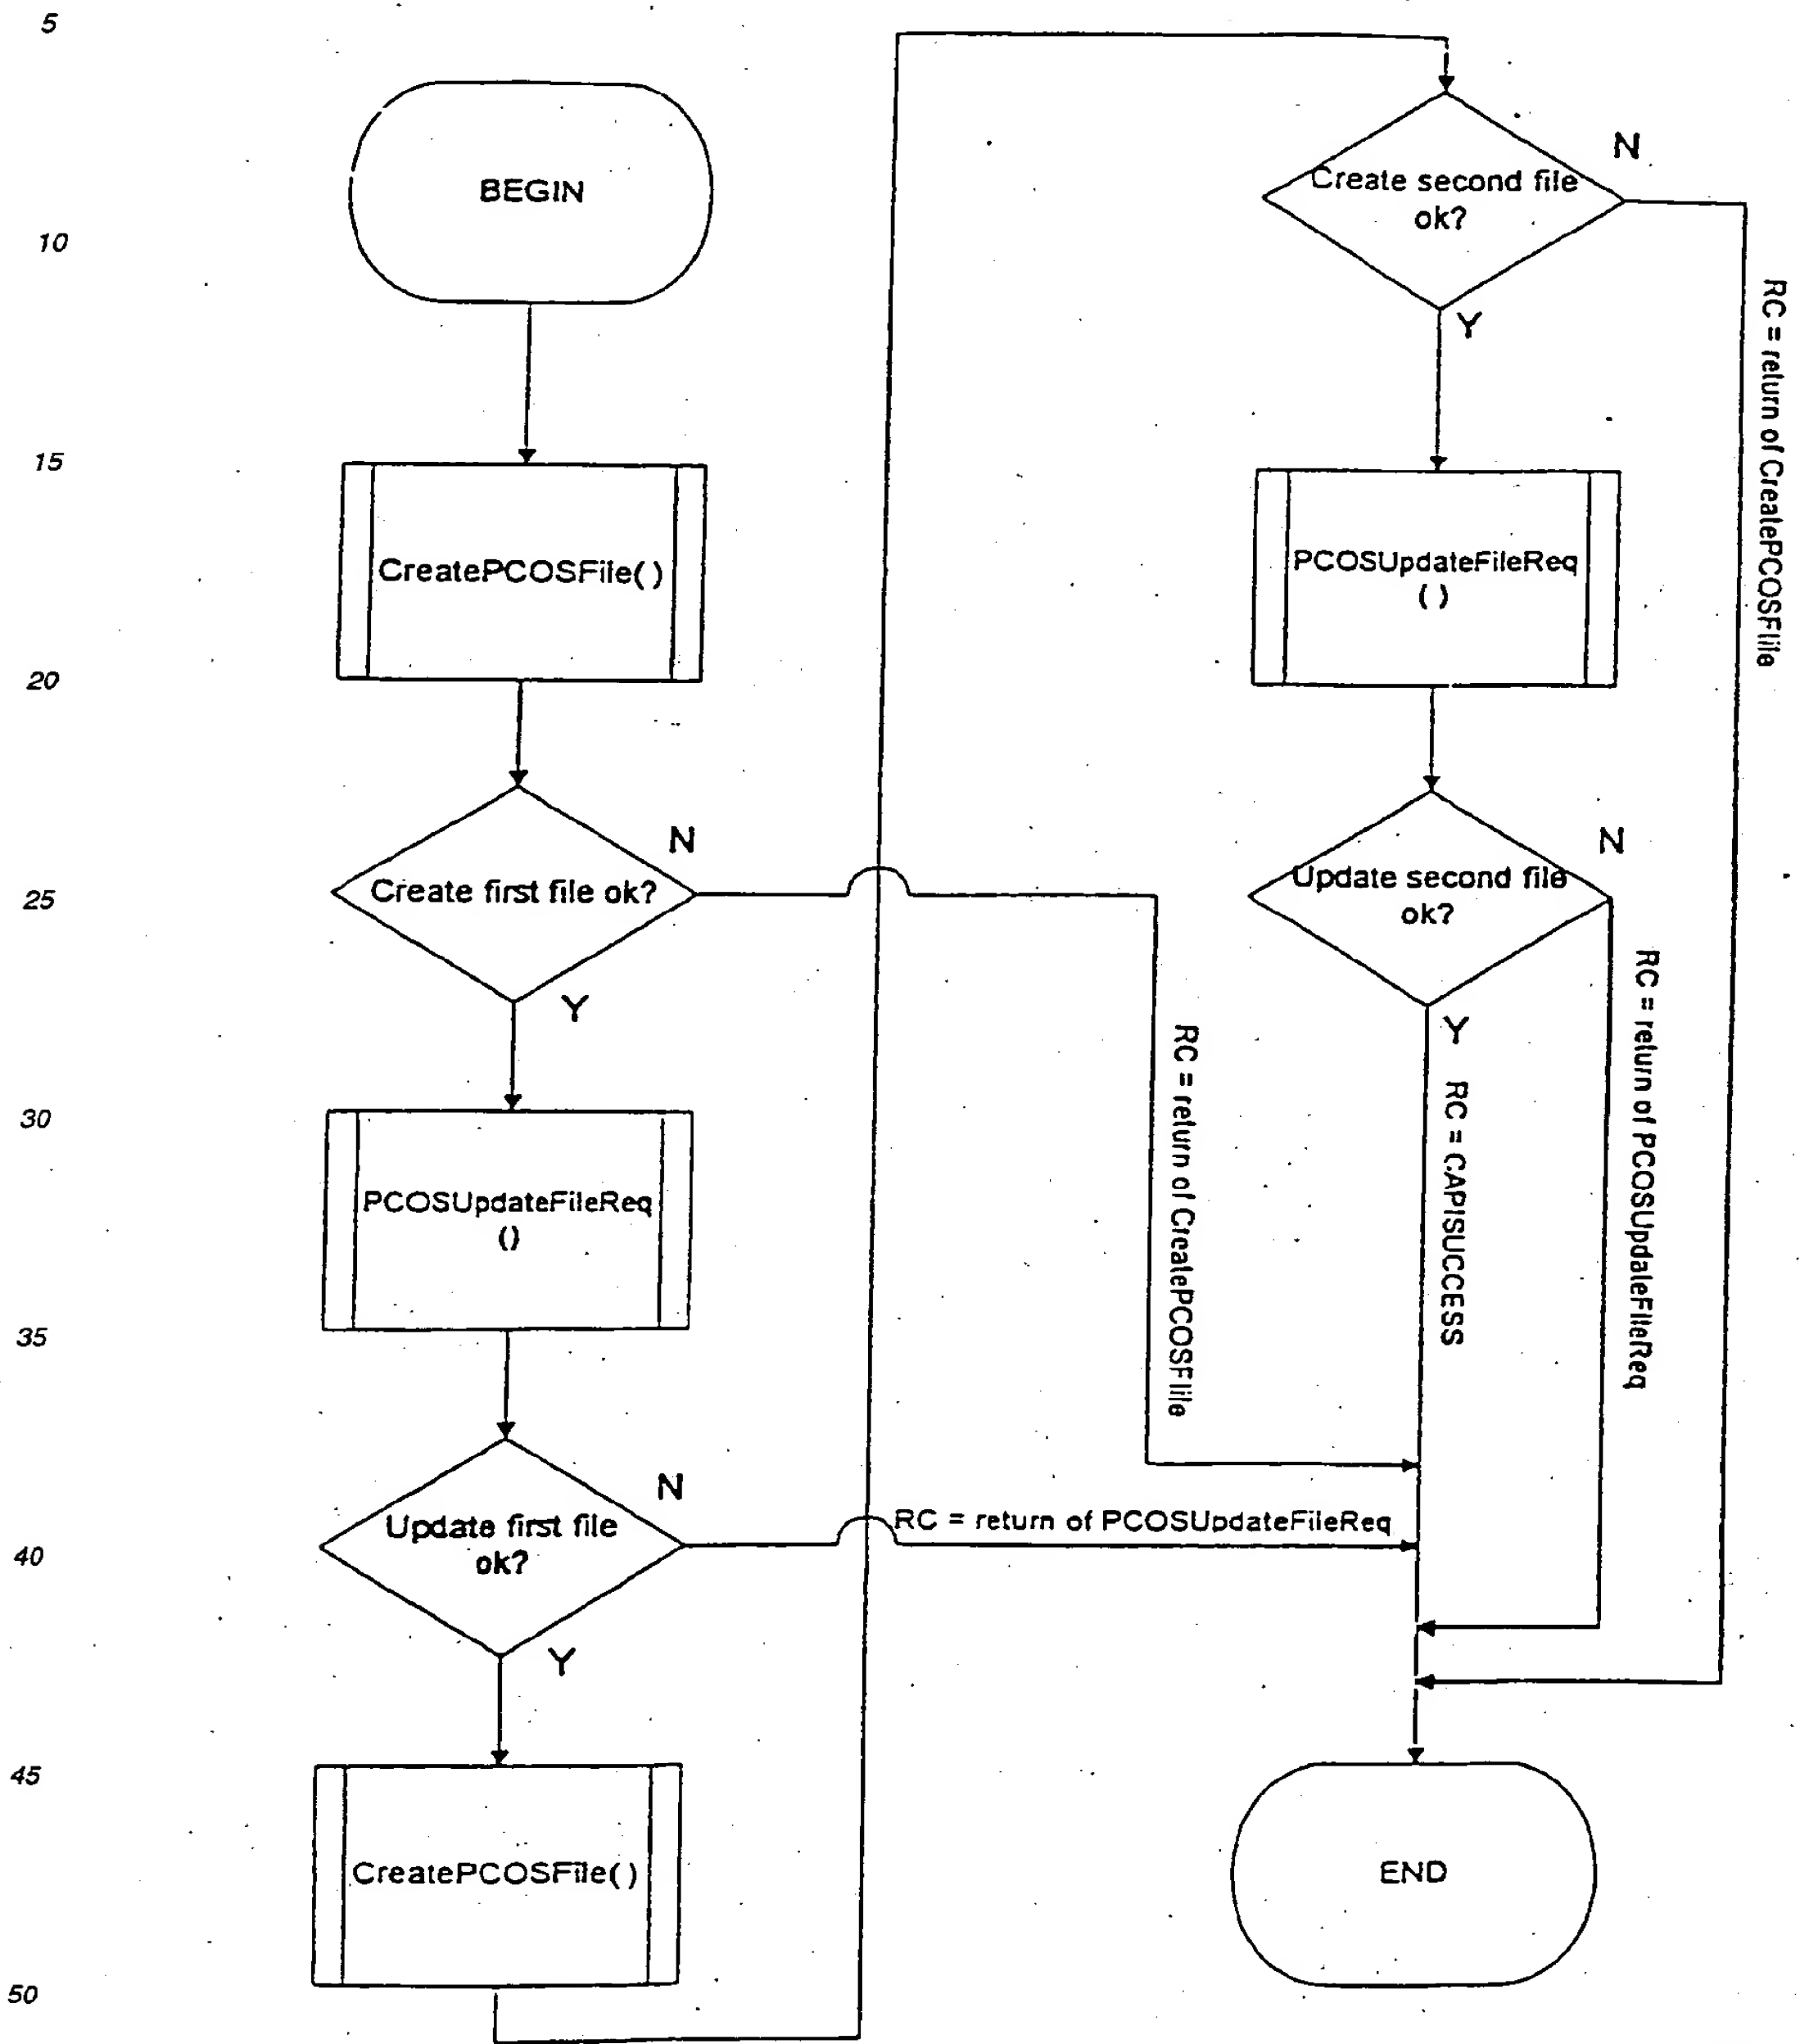 5
10
15
20
25
30
35
40
45
50
BEGIN
CreatePCOSFile()
Create first file ok?
N
Y
PCOSUpdateFileReq
()
Update first file
ok?
N
Y
CreatePCOSFile()
RC = return of CreatePCOSFlile
RC = return of PCOSUpdateFileReq
Create second file
ok?
N
Y
RC = return of CreatePCOSFlile
PCOSUpdateFileReq
( )
Update second file
ok?
N
Y
RC = CAPISUCCESS
RC = return of PCOSUpdateFileReq
END